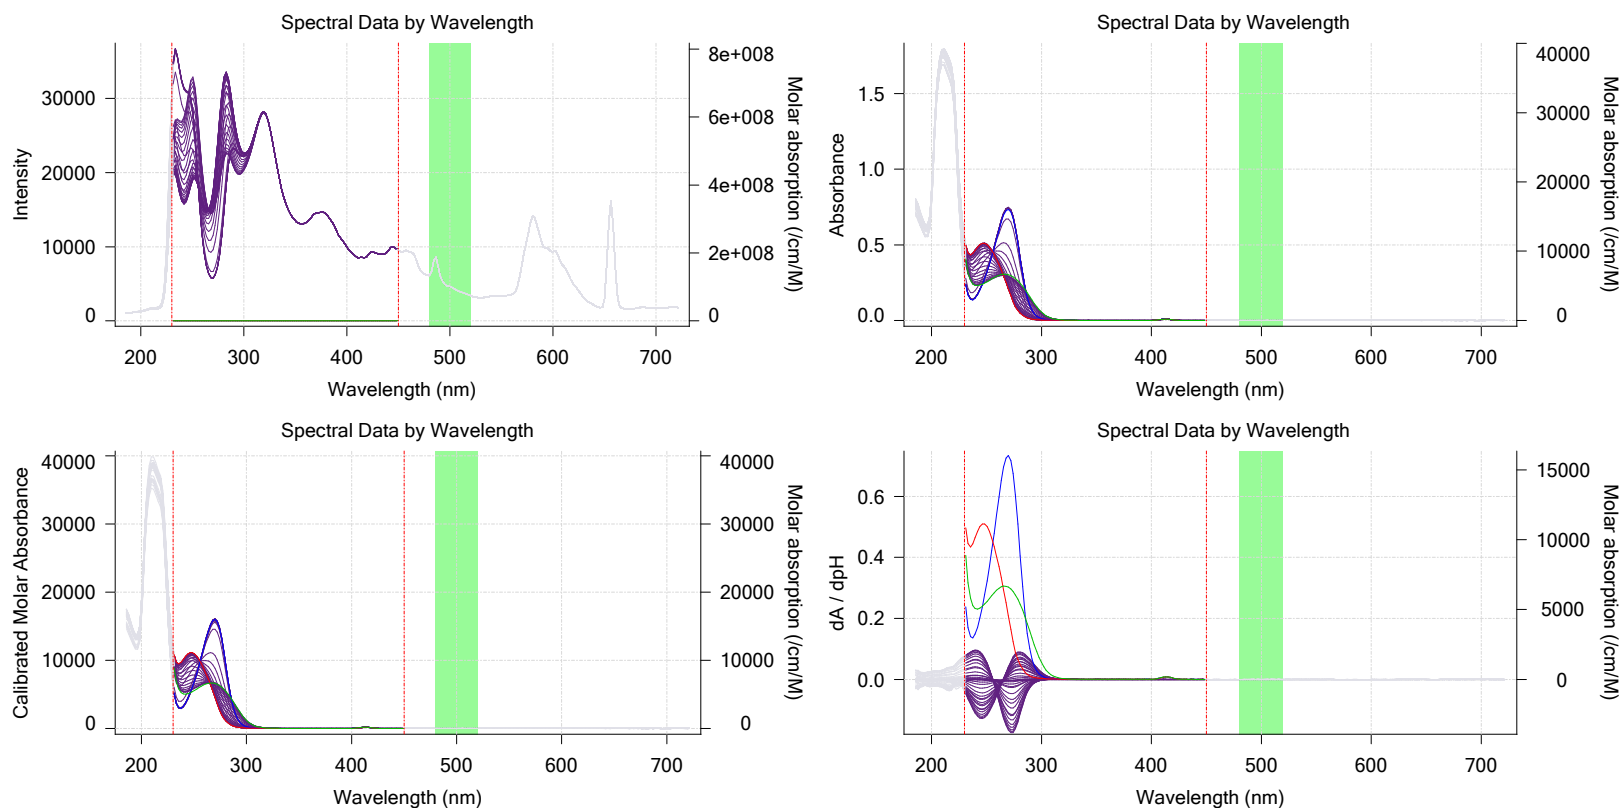 Spectral Data by Wavelength
Intensity
30000
20000
10000
0
8e+008
6e+008
4e+008
2e+008
0
Molar absorption (/cm/M)
200 300 400 500 600 700
Wavelength (nm)
Spectral Data by Wavelength
Absorbance
1.5
1.0
0.5
0.0
40000
30000
20000
10000
0
Molar absorption (/cm/M)
200 300 400 500 600 700
Wavelength (nm)
Spectral Data by Wavelength
Calibrated Molar Absorbance
40000
30000
20000
10000
0
40000
30000
20000
10000
0
Molar absorption (/cm/M)
200 300 400 500 600 700
Wavelength (nm)
Spectral Data by Wavelength
dA / dpH
0.6
0.4
0.2
0.0
15000
10000
5000
0
Molar absorption (/cm/M)
200 300 400 500 600 700
Wavelength (nm)